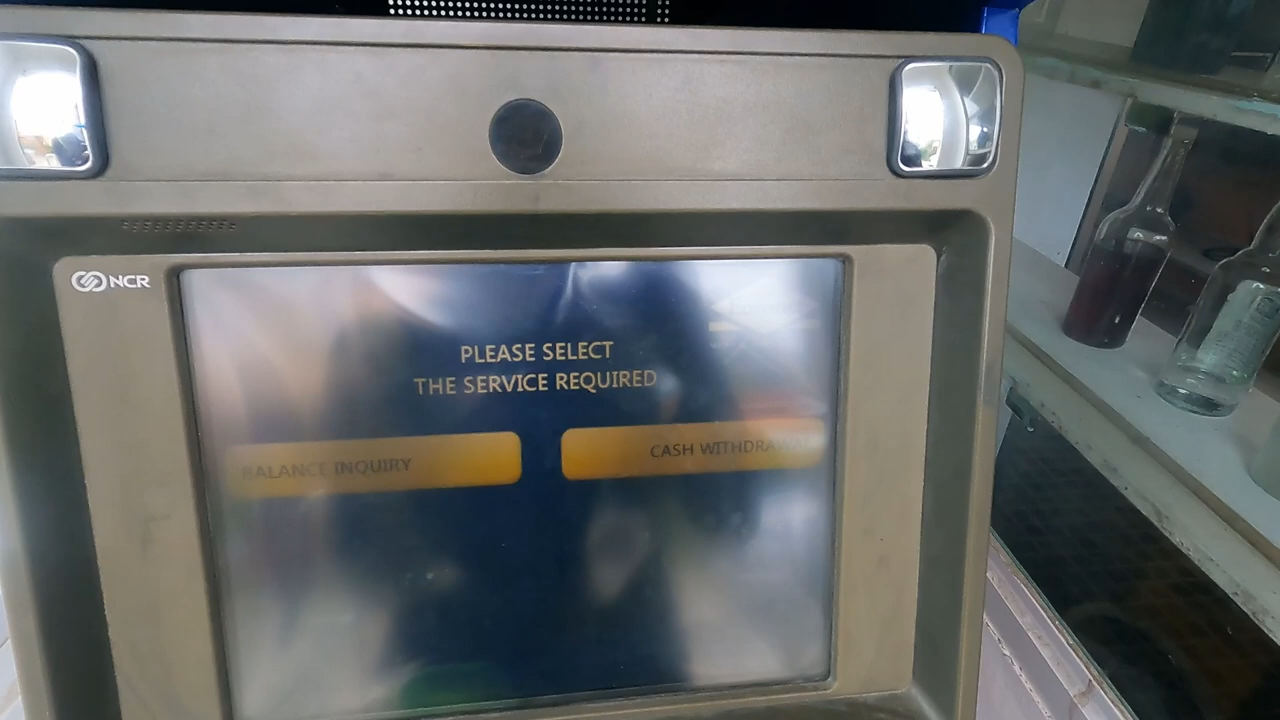 NCR
PLEASE SELECT
THE SERVICE REQUIRED
BALANCE INQUIRY
CASH WITHDRAWAL